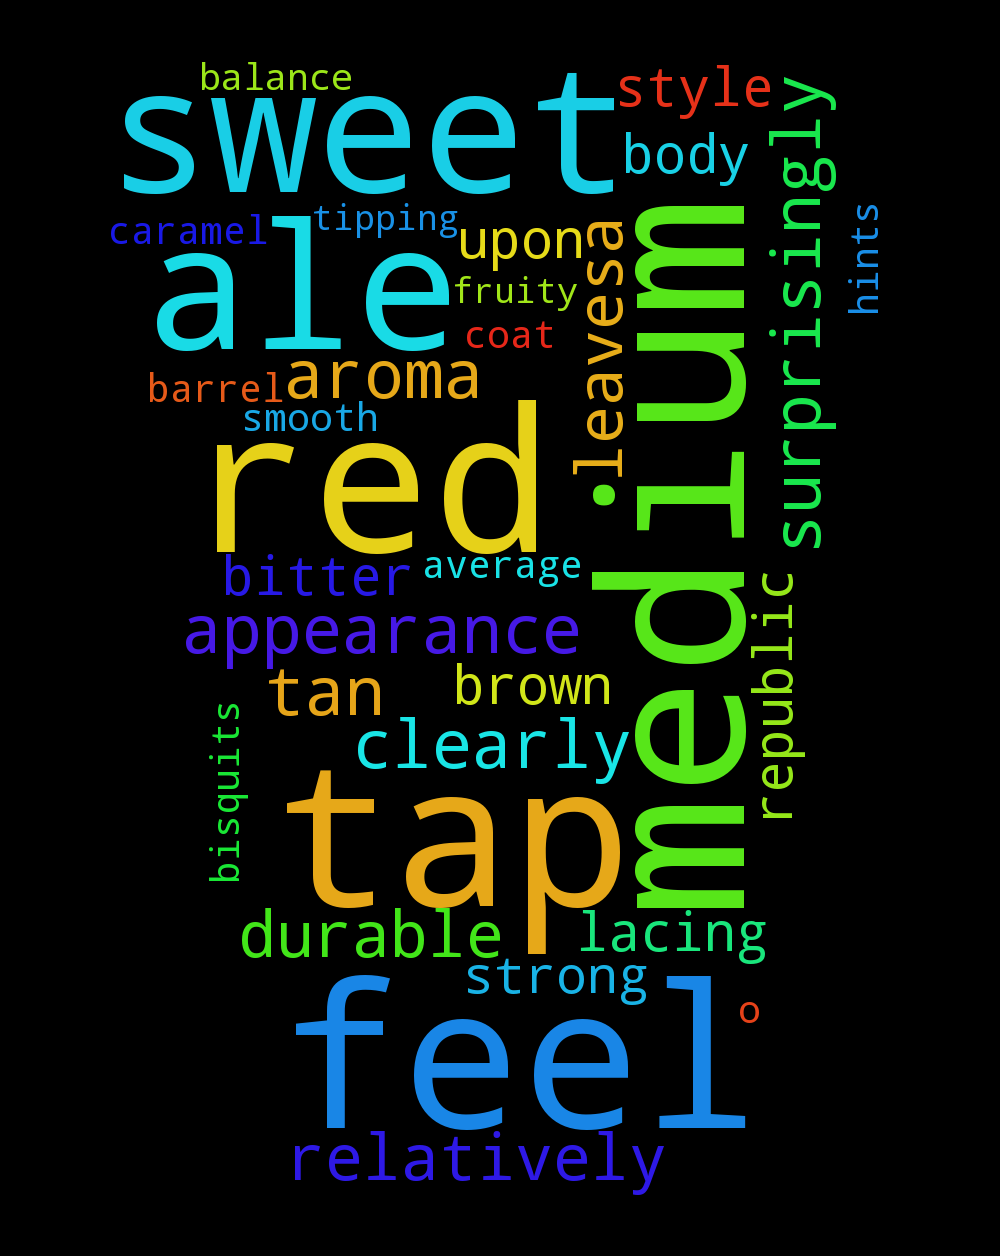 balance
style
sweet
body
surprisingly
hints
caramel
tipping
upon
ale
fruity
leavesa
medium
coat
aroma
barrel
smooth
red
bitter
average
appearance
republic
tan
brown
bisquits
clearly
tap
durable
lacing
strong
o
feel
relatively